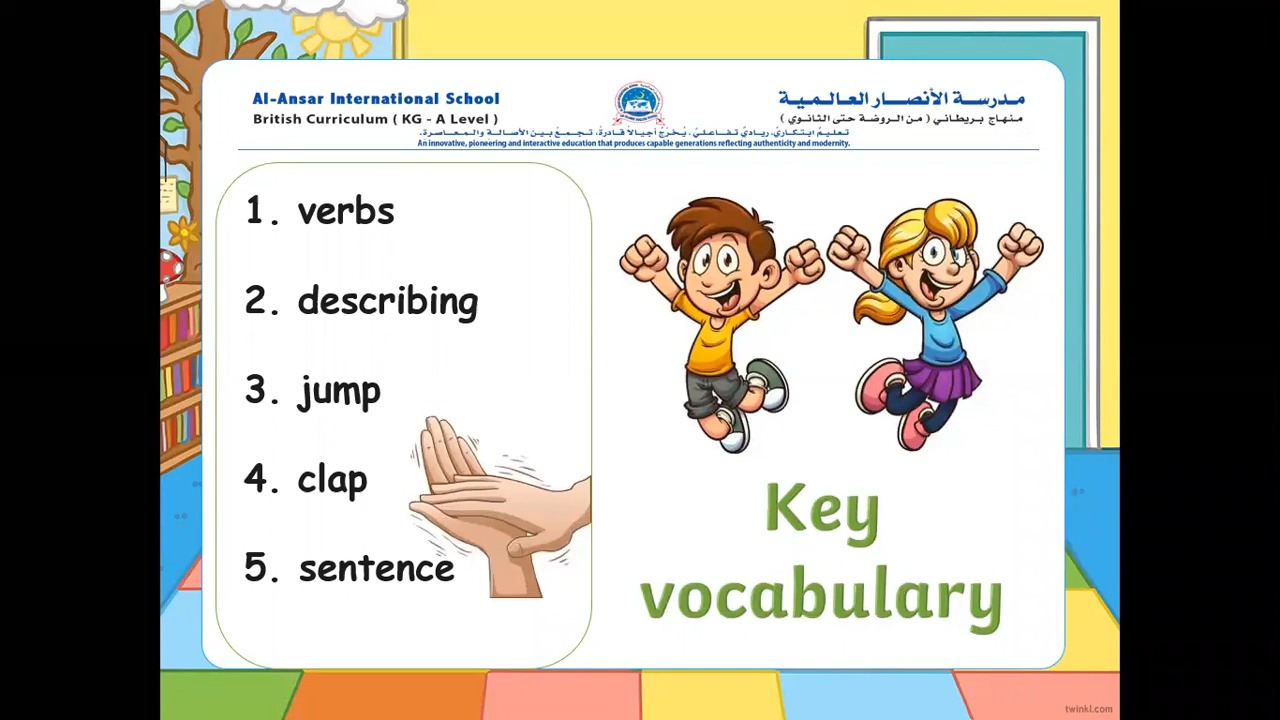 Al-Ansar International School
British Curriculum ( KG - A Level )
مدرسة الأنصار العالمية
منهاج بريطاني ( من الروضة حتى الثانوي )
تعليمٌ ابتكاريٌ، رياديٌ تفاعليٌ، يُخرّجُ أجيالاً قادرةً، تجمعُ بين الأصالة والمعاصرة.
An innovative, pioneering and interactive education that produces capable generations reflecting authenticity and modernity.
1. verbs
2. describing
3. jump
4. clap
5. sentence
Key
vocabulary
twinkl.com